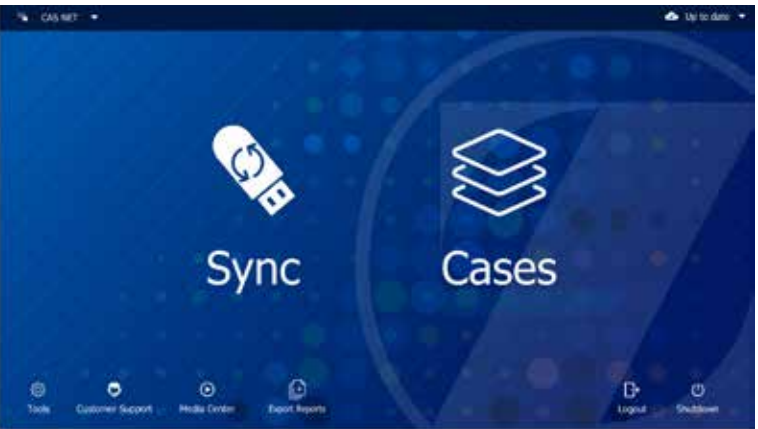 CAS NET
Up to date
Sync
Cases
Tools
Customer Support
Media Center
Export Reports
Logout
Shutdown